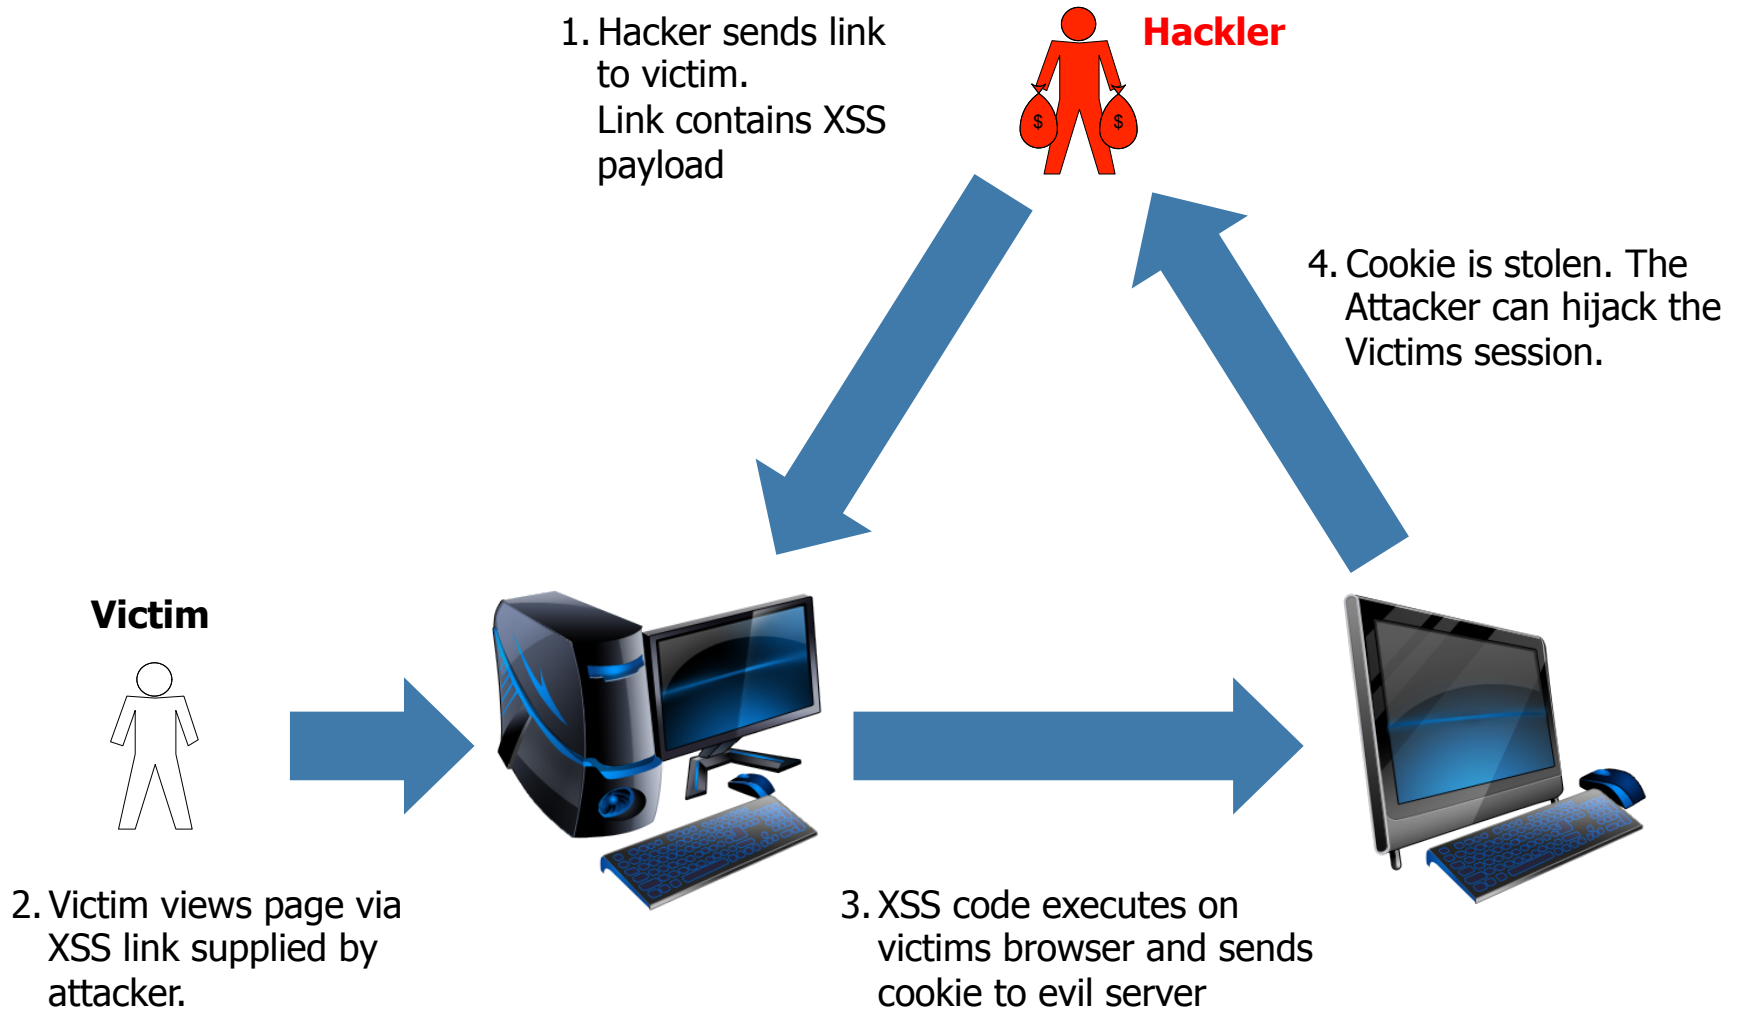 1. Hacker sends link
to victim.
Link contains XSS
payload
Hackler
$
$
4. Cookie is stolen. The
Attacker can hijack the
Victims session.
Victim
2. Victim views page via
XSS link supplied by
attacker.
3. XSS code executes on
victims browser and sends
cookie to evil server